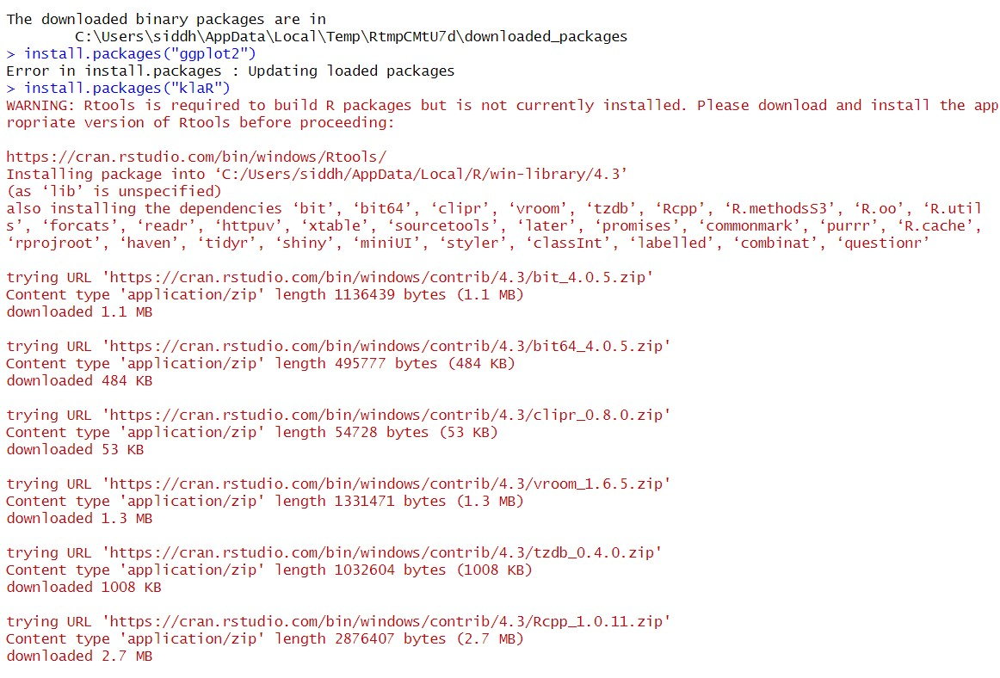 The downloaded binary packages are in
        C:\Users\siddh\AppData\Local\Temp\RtmpCMtU7d\downloaded_packages
> install.packages("ggplot2")
Error in install.packages : Updating loaded packages
> install.packages("klaR")
WARNING: Rtools is required to build R packages but is not currently installed. Please download and install the app
ropriate version of Rtools before proceeding:

https://cran.rstudio.com/bin/windows/Rtools/
Installing package into ‘C:/Users/siddh/AppData/Local/R/win-library/4.3’
(as ‘lib’ is unspecified)
also installing the dependencies ‘bit’, ‘bit64’, ‘clipr’, ‘vroom’, ‘tzdb’, ‘Rcpp’, ‘R.methodsS3’, ‘R.oo’, ‘R.util
s’, ‘forcats’, ‘readr’, ‘httpuv’, ‘xtable’, ‘sourcetools’, ‘later’, ‘promises’, ‘commonmark’, ‘purrr’, ‘R.cache’,
‘rprojroot’, ‘haven’, ‘tidyr’, ‘shiny’, ‘miniUI’, ‘styler’, ‘classInt’, ‘labelled’, ‘combinat’, ‘questionr’

trying URL 'https://cran.rstudio.com/bin/windows/contrib/4.3/bit_4.0.5.zip'
Content type 'application/zip' length 1136439 bytes (1.1 MB)
downloaded 1.1 MB

trying URL 'https://cran.rstudio.com/bin/windows/contrib/4.3/bit64_4.0.5.zip'
Content type 'application/zip' length 495777 bytes (484 KB)
downloaded 484 KB

trying URL 'https://cran.rstudio.com/bin/windows/contrib/4.3/clipr_0.8.0.zip'
Content type 'application/zip' length 54728 bytes (53 KB)
downloaded 53 KB

trying URL 'https://cran.rstudio.com/bin/windows/contrib/4.3/vroom_1.6.5.zip'
Content type 'application/zip' length 1331471 bytes (1.3 MB)
downloaded 1.3 MB

trying URL 'https://cran.rstudio.com/bin/windows/contrib/4.3/tzdb_0.4.0.zip'
Content type 'application/zip' length 1032604 bytes (1008 KB)
downloaded 1008 KB

trying URL 'https://cran.rstudio.com/bin/windows/contrib/4.3/Rcpp_1.0.11.zip'
Content type 'application/zip' length 2876407 bytes (2.7 MB)
downloaded 2.7 MB